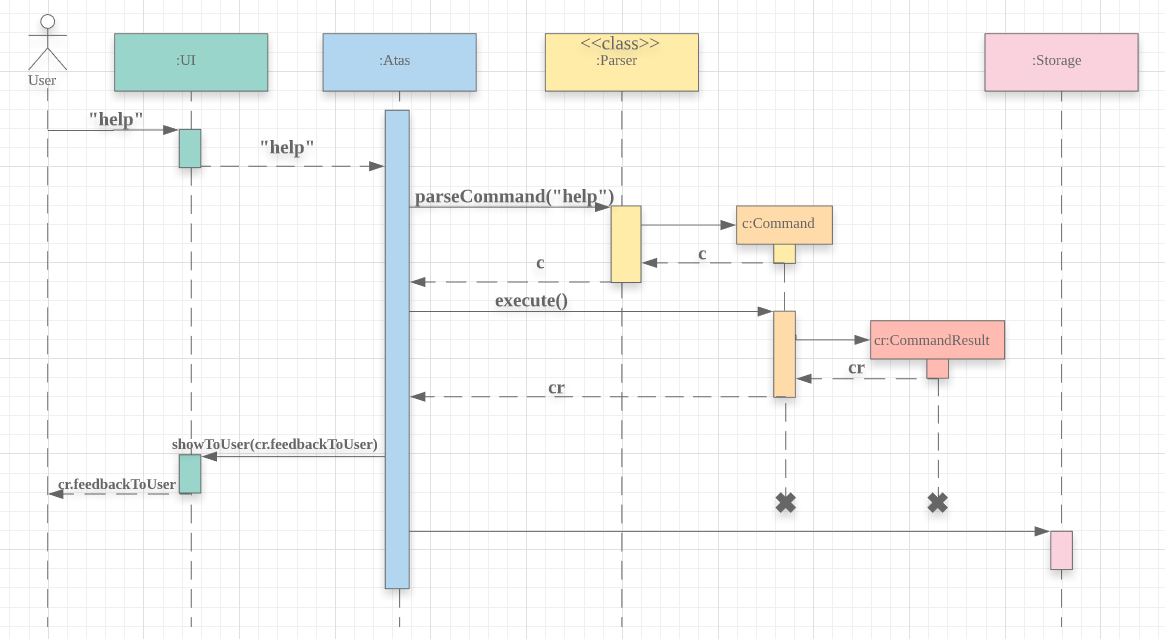 User
:UI
:Atas
<<class>>
:Parser
:Storage
"help"
"help"
parseCommand("help")
c:Command
c
c
execute()
cr:CommandResult
cr
cr
showToUser(cr.feedbackToUser)
cr.feedbackToUser